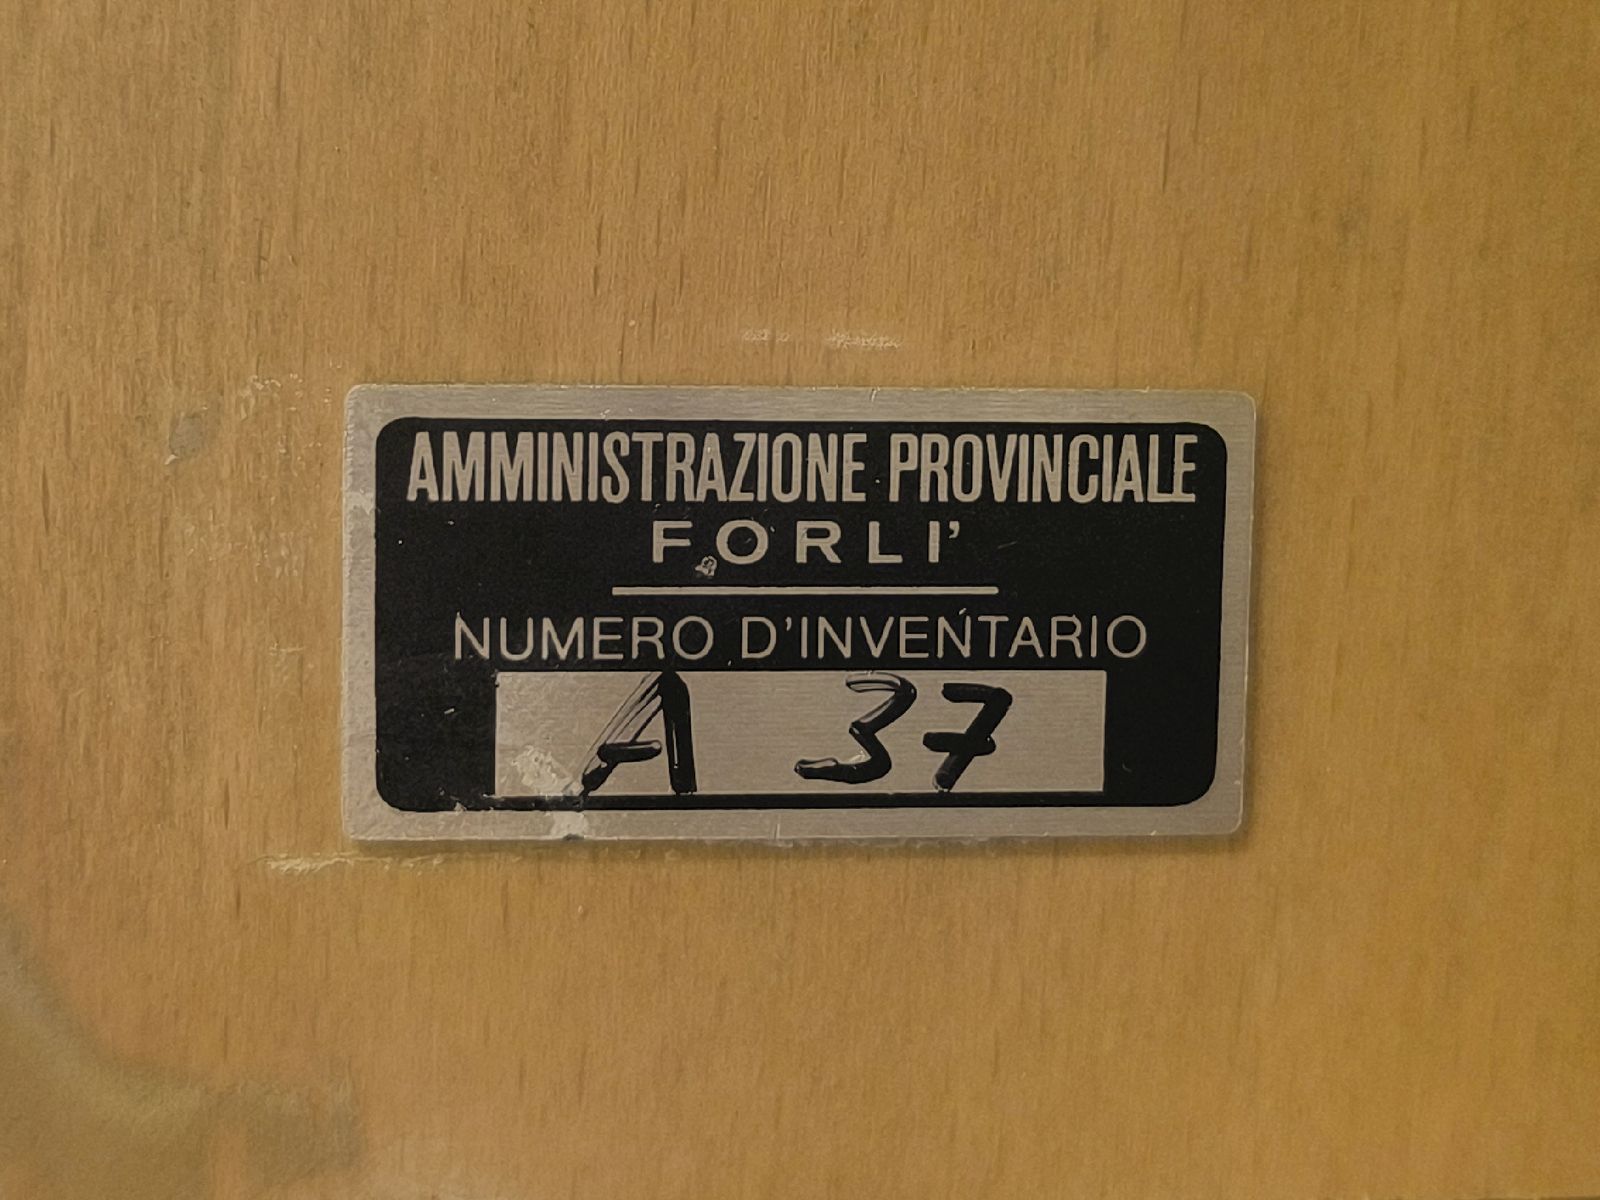 AMMINISTRAZIONE PROVINCIALE
FORLI'
NUMERO D'INVENTARIO
A 37